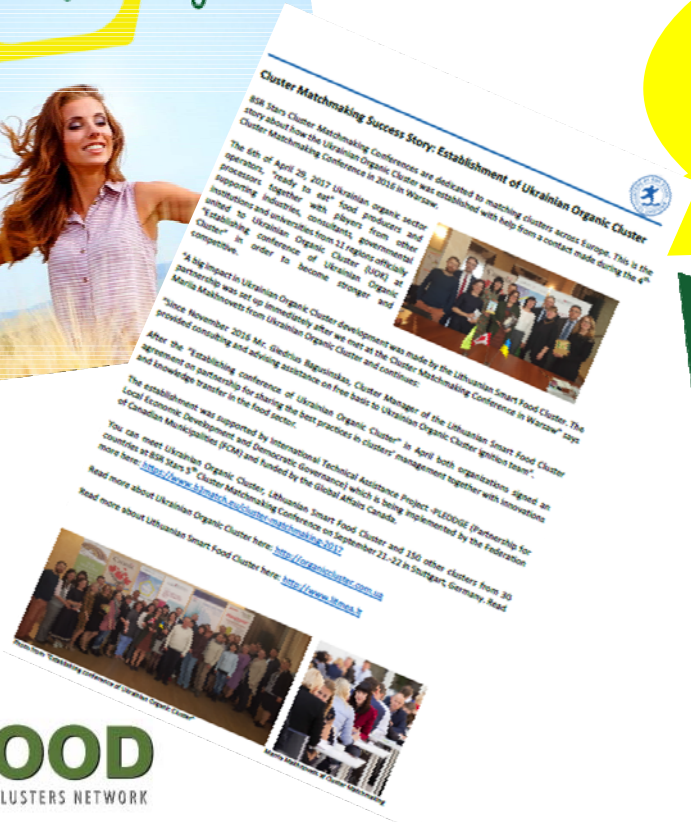 Cluster Matchmaking Success Story: Establishment of Ukrainian Organic Cluster
BSR Stars Cluster Matchmaking Conferences are dedicated to matching clusters across Europe. This is the
story about how the Ukrainian Organic Cluster was established with help from a contact made during the 4th
Cluster Matchmaking Conference in 2016 in Warsaw.
The 6th of April 29, 2017 Ukrainian organic sector
operators, "ready to eat" food producers and
processors together with players from other
supporting industries, consultants, governmental
institutions and universities from 11 regions officially
united to Ukrainian Organic Cluster (UOK) at
"Establishing conference of Ukrainian Organic
Cluster" in order to become stronger and
competitive.
"A big impact in Ukrainian Organic Cluster development was made by the Lithuanian Smart Food Cluster. The
partnership was set up immediately after we met at the Cluster Matchmaking Conference in Warsaw" says
Mariia Makhnovets from Ukrainian Organic Cluster and continues:
"Since November 2016 Mr. Giedrius Bagusinskas, Cluster Manager of the Lithuanian Smart Food Cluster
provided consulting and advising assistance on free basis to Ukrainian Organic Cluster ignition team".
After the "Establishing conference of Ukrainian Organic Cluster" in April both organizations signed an
agreement on partnership for sharing the best practices in clusters' management together with innovations
and knowledge transfer in the food sector.
The establishment was supported by International Technical Assistance Project -PLEDDGE (Partnership for
Local Economic Development and Democratic Governance) which is being implemented by the Federation
of Canadian Municipalities (FCM) and funded by the Global Affairs Canada.
You can meet Ukrainian Organic Cluster, Lithuanian Smart Food Cluster and 150 other clusters from 30
countries at BSR Stars 5th Cluster Matchmaking Conference on September 21.-22 in Stuttgart, Germany. Read
more here: https://www.b2match.eu/cluster-matchmaking-2017
Read more about Ukrainian Organic Cluster here: http://organiccluster.com.ua
Read more about Lithuanian Smart Food Cluster here: http://www.litmea.lt
Photo from "Establishing conference of Ukrainian Organic Cluster"
Mariia Makhnovets at Cluster Matchmaking
OOD
LUSTERS NETWORK